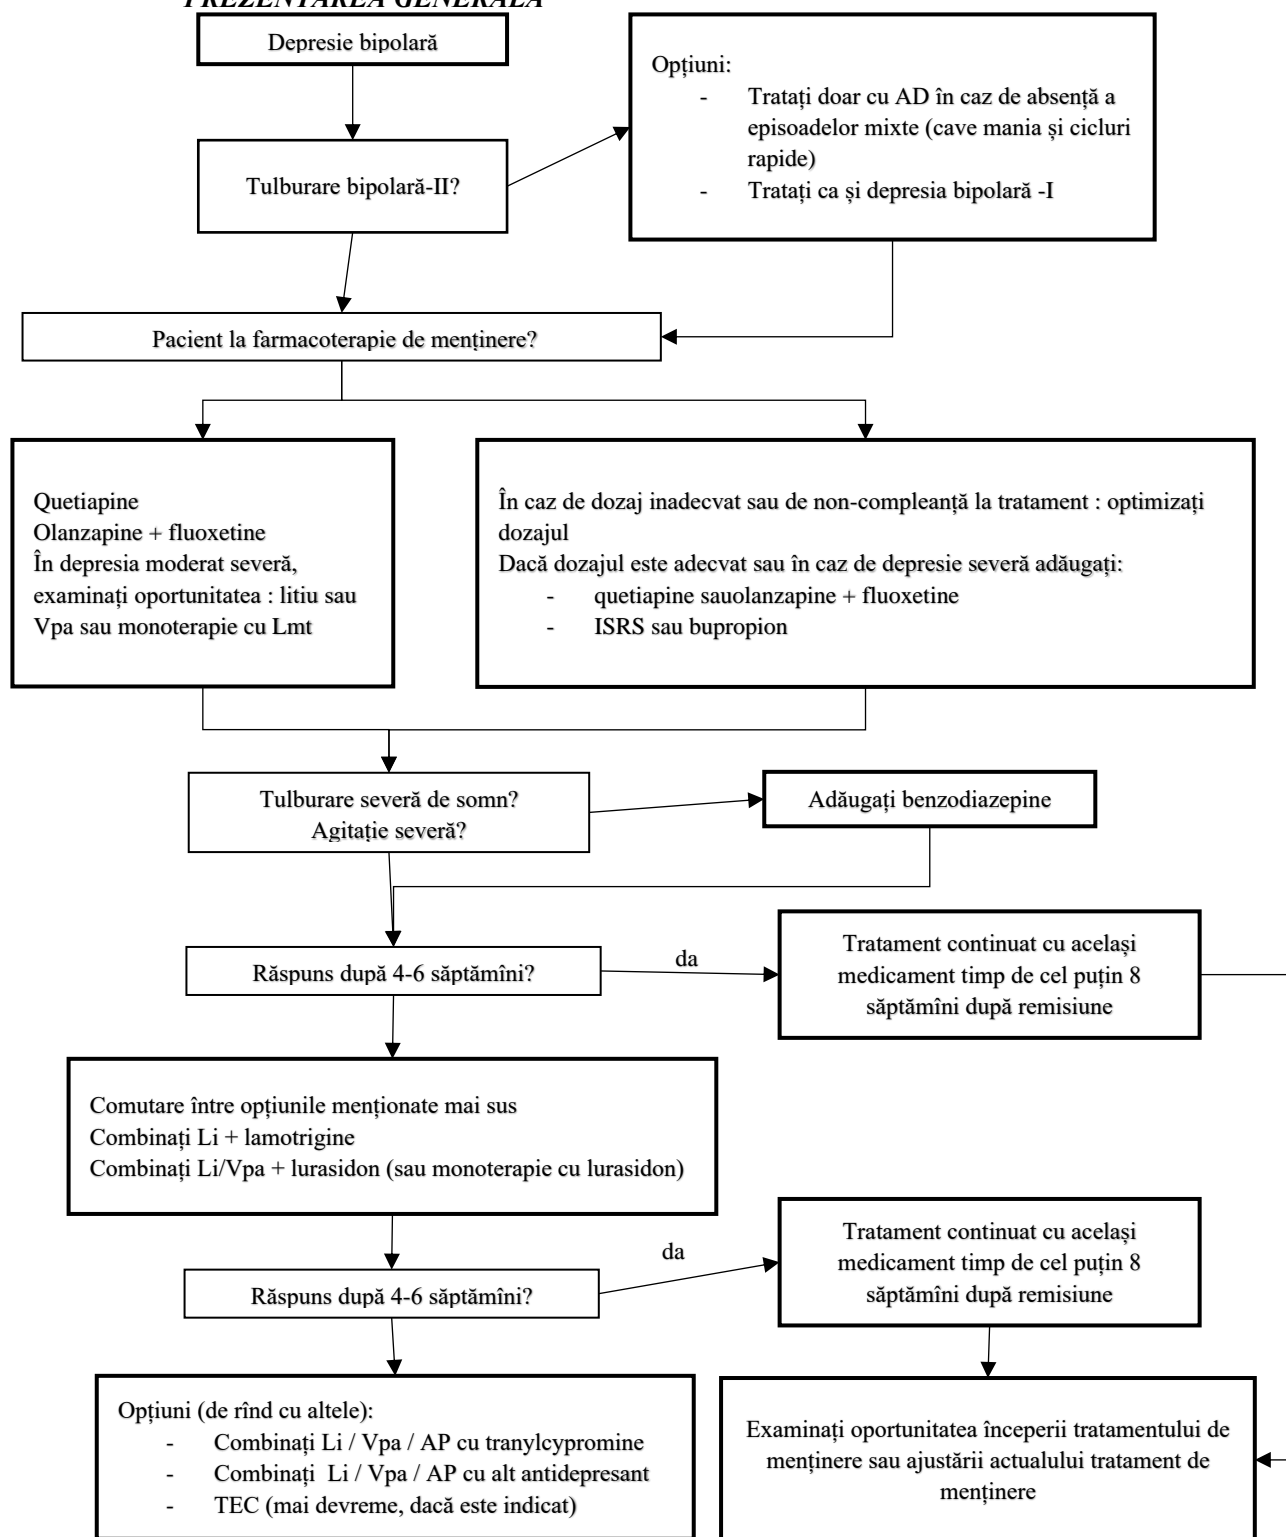 PREZENTAREA GENERALĂ
Depresie bipolară
Opțiuni:
- Tratați doar cu AD în caz de absență a
episoadelor mixte (cave mania și cicluri
rapide)
- Tratați ca și depresia bipolară -I
Tulburare bipolară-II?
Pacient la farmacoterapie de menținere?
Quetiapine
Olanzapine + fluoxetine
În depresia moderat severă,
examinați oportunitatea : litiu sau
Vpa sau monoterapie cu Lmt
În caz de dozaj inadecvat sau de non-compleanță la tratament : optimizați
dozajul
Dacă dozajul este adecvat sau în caz de depresie severă adăugați:
- quetiapine sauolanzapine + fluoxetine
- ISRS sau bupropion
Tulburare severă de somn?
Agitație severă?
Adăugați benzodiazepine
Răspuns după 4-6 săptămîni?
da
Tratament continuat cu același
medicament timp de cel puțin 8
săptămîni după remisiune
Comutare între opțiunile menționate mai sus
Combinați Li + lamotrigine
Combinați Li/Vpa + lurasidon (sau monoterapie cu lurasidon)
Răspuns după 4-6 săptămîni?
da
Tratament continuat cu același
medicament timp de cel puțin 8
săptămîni după remisiune
Opțiuni (de rînd cu altele):
- Combinați Li / Vpa / AP cu tranylcypromine
- Combinați Li / Vpa / AP cu alt antidepresant
- TEC (mai devreme, dacă este indicat)
Examinați oportunitatea începerii tratamentului de
menținere sau ajustării actualului tratament de
menținere